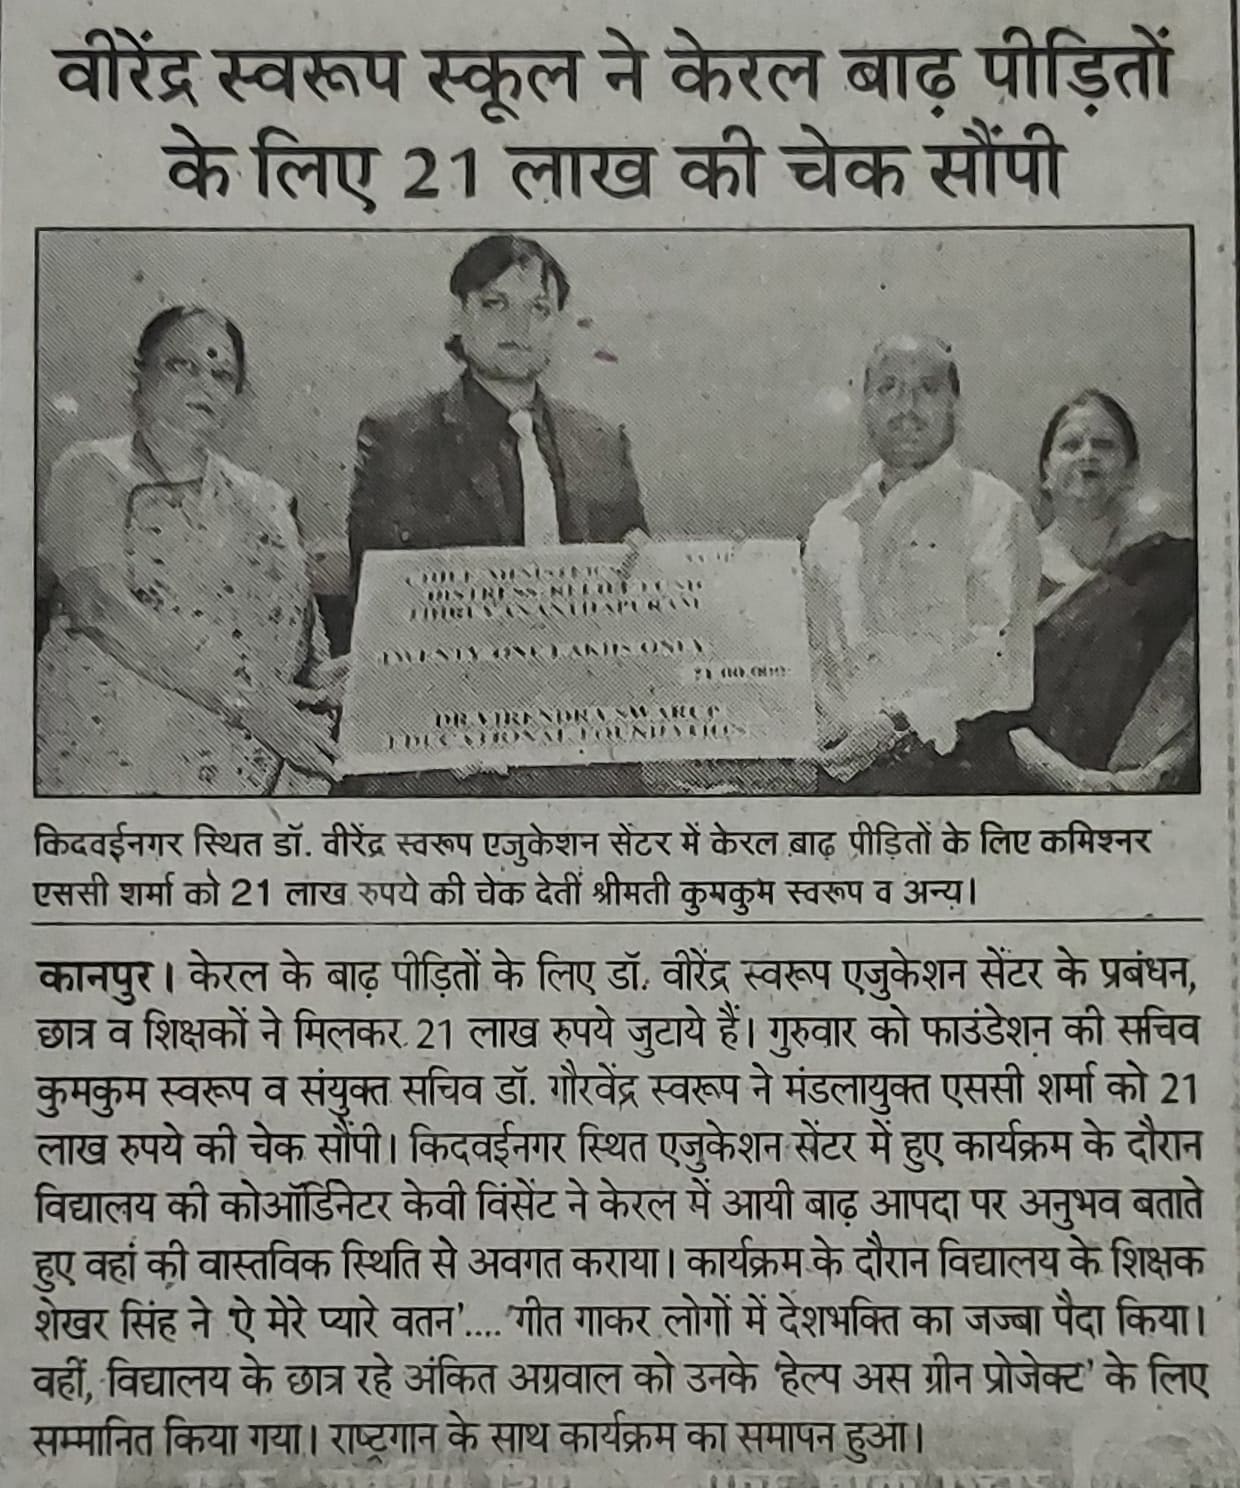 वीरेंद्र स्वरूप स्कूल ने केरल बाढ़ पीड़ितों
के लिए 21 लाख की चेक सौंपी
CHIEF MINISTER'S
DISTRESS RELIEF FUND
THIRUVANANTHAPURAM
TWENTY ONE LAKHS ONLY
21,00,000
DR VIRENDRA SWARUP
EDUCATIONAL FOUNDATION
किदवईनगर स्थित डॉ. वीरेंद्र स्वरूप एजुकेशन सेंटर में केरल बाढ़ पीड़ितों के लिए कमिश्नर
एससी शर्मा को 21 लाख रुपये की चेक देतीं श्रीमती कुमकुम स्वरूप व अन्य।
कानपुर। केरल के बाढ़ पीड़ितों के लिए डॉ. वीरेंद्र स्वरूप एजुकेशन सेंटर के प्रबंधन,
छात्र व शिक्षकों ने मिलकर 21 लाख रुपये जुटाये हैं। गुरुवार को फाउंडेशन की सचिव
कुमकुम स्वरूप व संयुक्त सचिव डॉ. गौरवेंद्र स्वरूप ने मंडलायुक्त एससी शर्मा को 21
लाख रुपये की चेक सौंपी। किदवईनगर स्थित एजुकेशन सेंटर में हुए कार्यक्रम के दौरान
विद्यालय की कोऑर्डिनेटर केवी विंसेंट ने केरल में आयी बाढ़ आपदा पर अनुभव बताते
हुए वहां की वास्तविक स्थिति से अवगत कराया। कार्यक्रम के दौरान विद्यालय के शिक्षक
शेखर सिंह ने 'ऐ मेरे प्यारे वतन'.... 'गीत गाकर लोगों में देशभक्ति का जज्बा पैदा किया।
वहीं, विद्यालय के छात्र रहे अंकित अग्रवाल को उनके 'हेल्प अस ग्रीन प्रोजेक्ट' के लिए
सम्मानित किया गया। राष्ट्रगान के साथ कार्यक्रम का समापन हुआ।